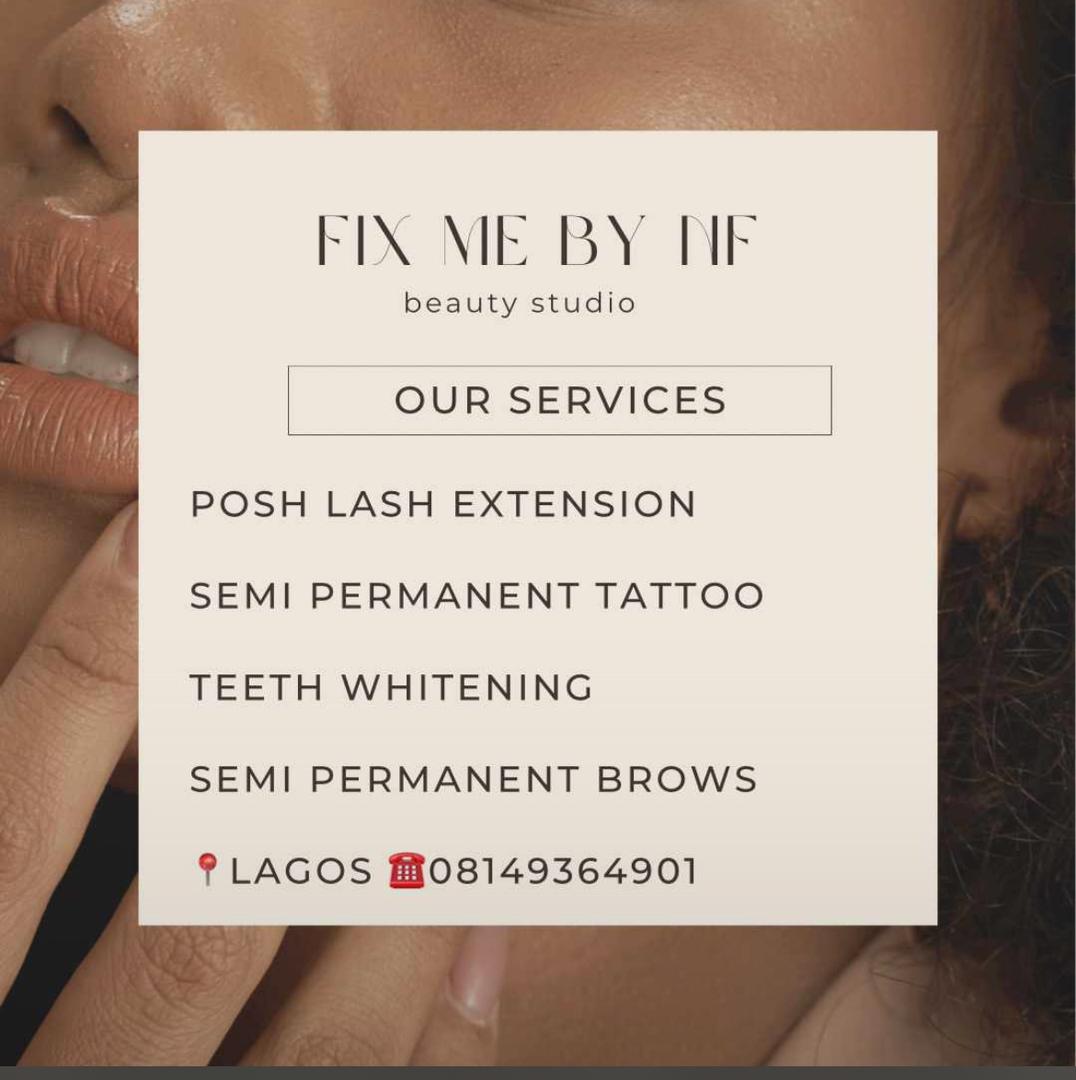 FIX ME BY NF
beauty studio
OUR SERVICES
POSH LASH EXTENSION
SEMI PERMANENT TATTOO
TEETH WHITENING
SEMI PERMANENT BROWS
📍LAGOS ☎️08149364901